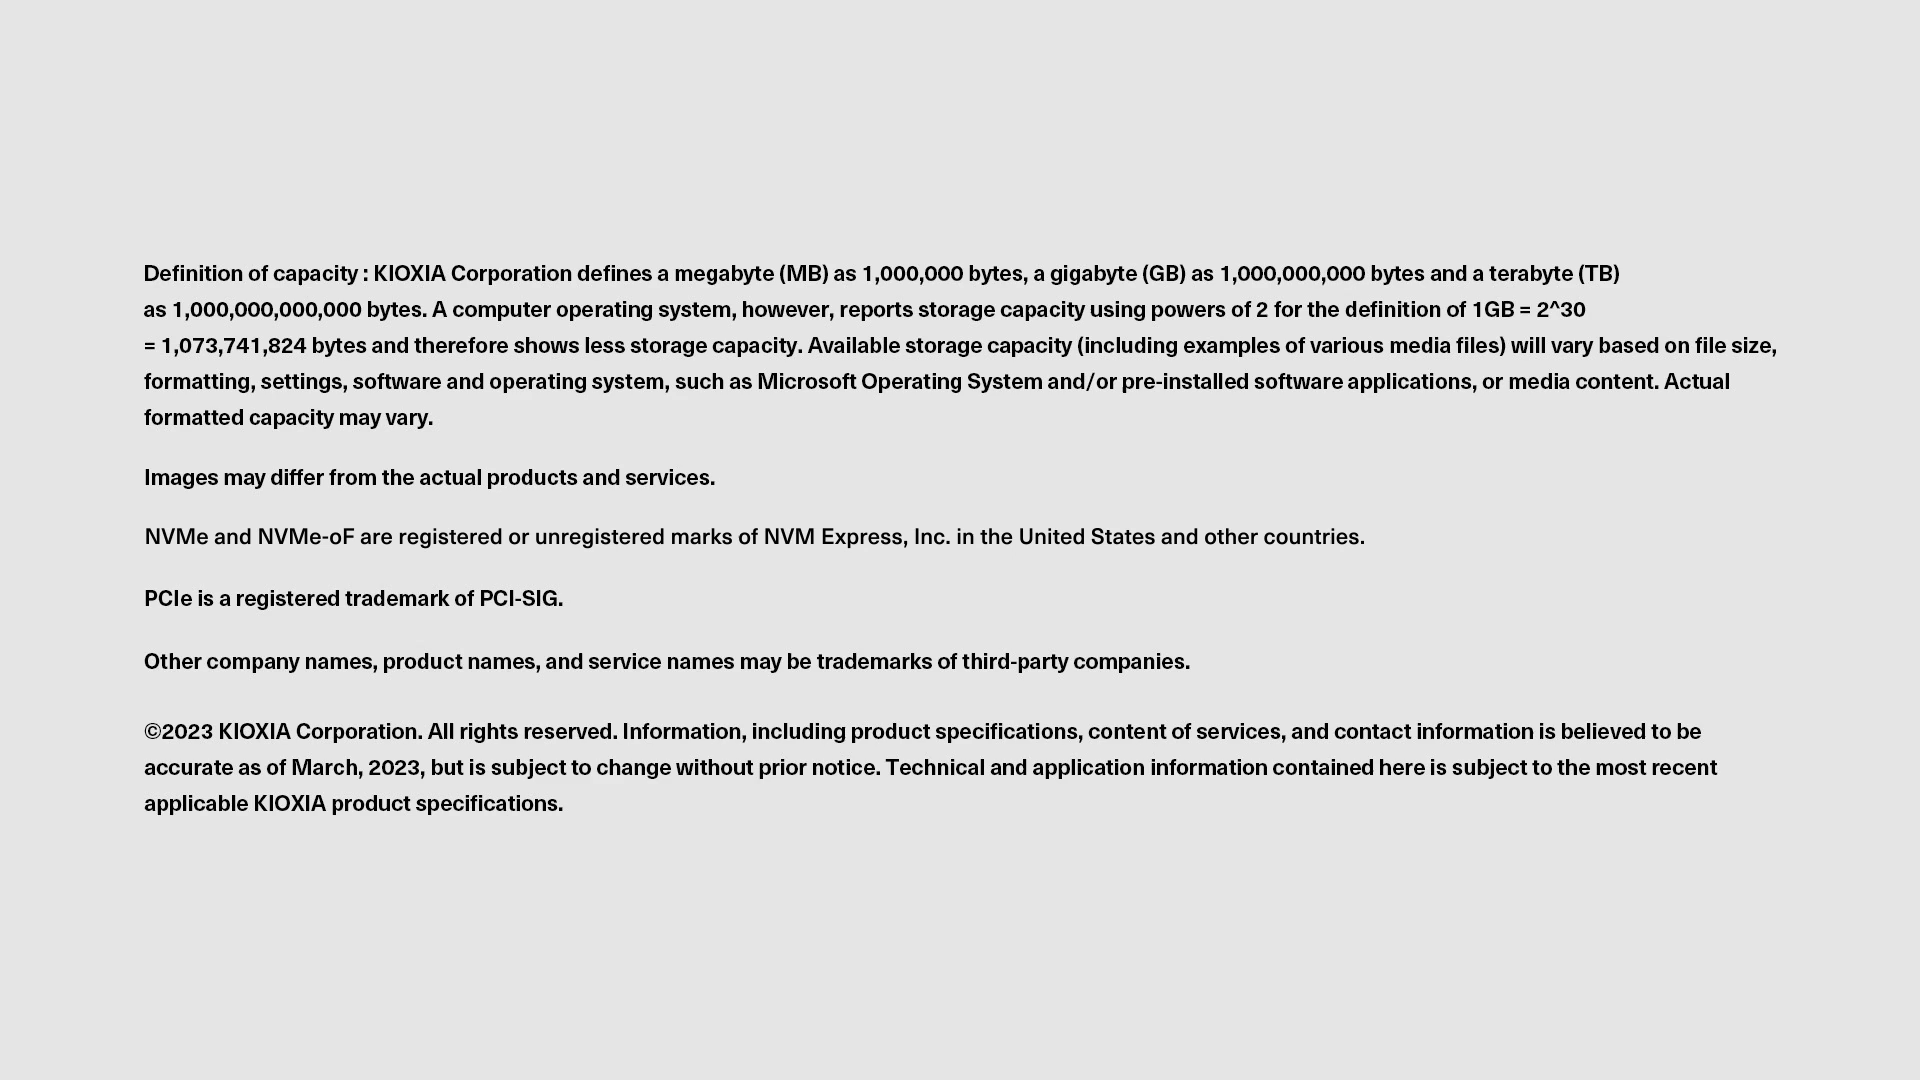 Definition of capacity : KIOXIA Corporation defines a megabyte (MB) as 1,000,000 bytes, a gigabyte (GB) as 1,000,000,000 bytes and a terabyte (TB)
as 1,000,000,000,000 bytes. A computer operating system, however, reports storage capacity using powers of 2 for the definition of 1GB = 2^30
= 1,073,741,824 bytes and therefore shows less storage capacity. Available storage capacity (including examples of various media files) will vary based on file size,
formatting, settings, software and operating system, such as Microsoft Operating System and/or pre-installed software applications, or media content. Actual
formatted capacity may vary.
Images may differ from the actual products and services.
NVMe and NVMe-oF are registered or unregistered marks of NVM Express, Inc. in the United States and other countries.
PCIe is a registered trademark of PCI-SIG.
Other company names, product names, and service names may be trademarks of third-party companies.
©2023 KIOXIA Corporation. All rights reserved. Information, including product specifications, content of services, and contact information is believed to be
accurate as of March, 2023, but is subject to change without prior notice. Technical and application information contained here is subject to the most recent
applicable KIOXIA product specifications.